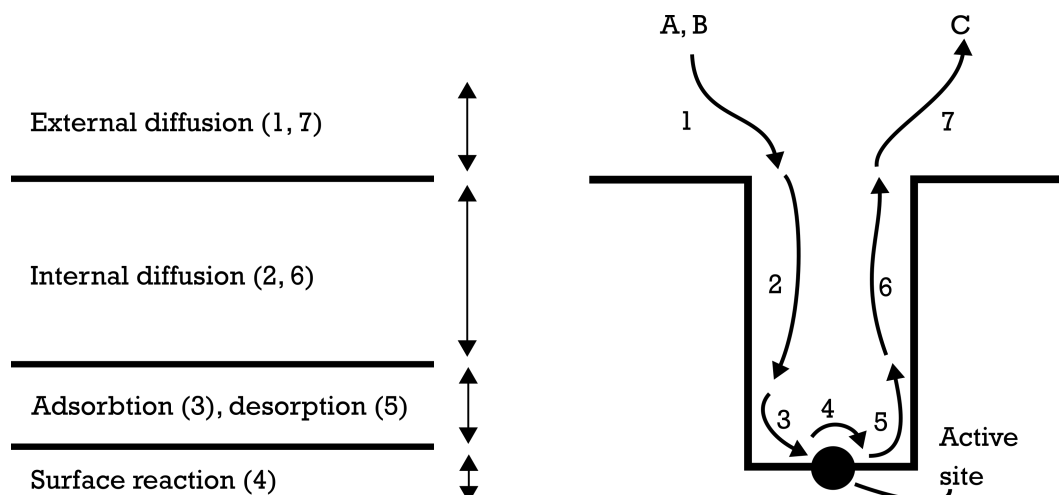 A, B
C
External diffusion (1, 7)
1
7
Internal diffusion (2, 6)
2
6
Adsorbtion (3), desorption (5)
3
4
5
Active
site
Surface reaction (4)